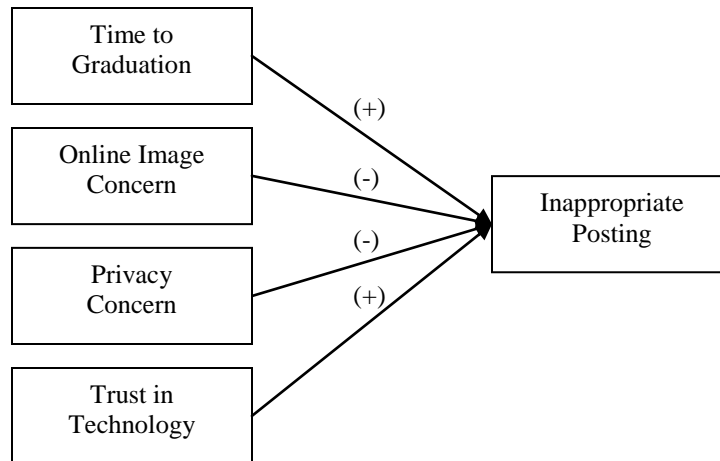 Time to
Graduation
(+)
Online Image
Concern
(-)
Inappropriate
Posting
(-)
Privacy
Concern
(+)
Trust in
Technology